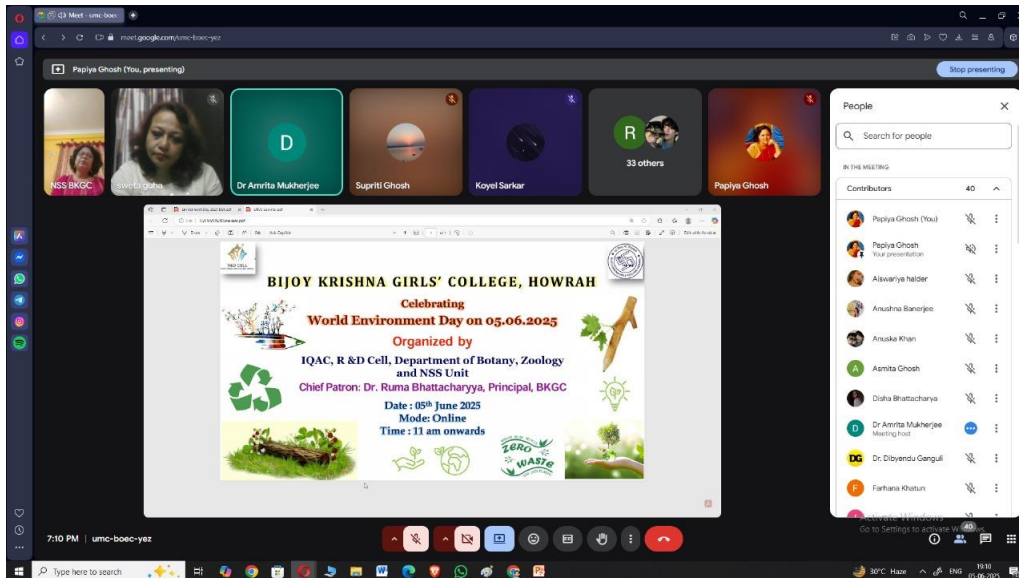 Meet - umc-boec
meet.google.com/umc-boec-yez
Papiya Ghosh (You, presenting)
Stop presenting
NSS BKGC
sweta guha
D
Dr Amrita Mukherjee
Supriti Ghosh
Koyel Sarkar
R
33 others
Papiya Ghosh
BIJOY KRISHNA GIRLS' COLLEGE, HOWRAH
Celebrating
World Environment Day on 05.06.2025
Organized by
IQAC, R &D Cell, Department of Botany, Zoology
and NSS Unit
Chief Patron: Dr. Ruma Bhattacharyya, Principal, BKGC
Date : 05th June 2025
Mode: Online
Time : 11 am onwards
ZERO
WASTE
People
Search for people
IN THE MEETING
Contributors 40
Papiya Ghosh (You)
Papiya Ghosh
Your presentation
Aiswariye halder
Anushna Banerjee
Anuska Khan
A Asmita Ghosh
Disha Bhattacharya
D Dr Amrita Mukherjee
Meeting host
DG Dr. Dibyendu Ganguli
F Farhana Khatun
Activate Windows
Go to Settings to activate Windows.
40
7:10 PM | umc-boec-yez
Type here to search
30°C Haze
ENG
19:10
05-06-2025